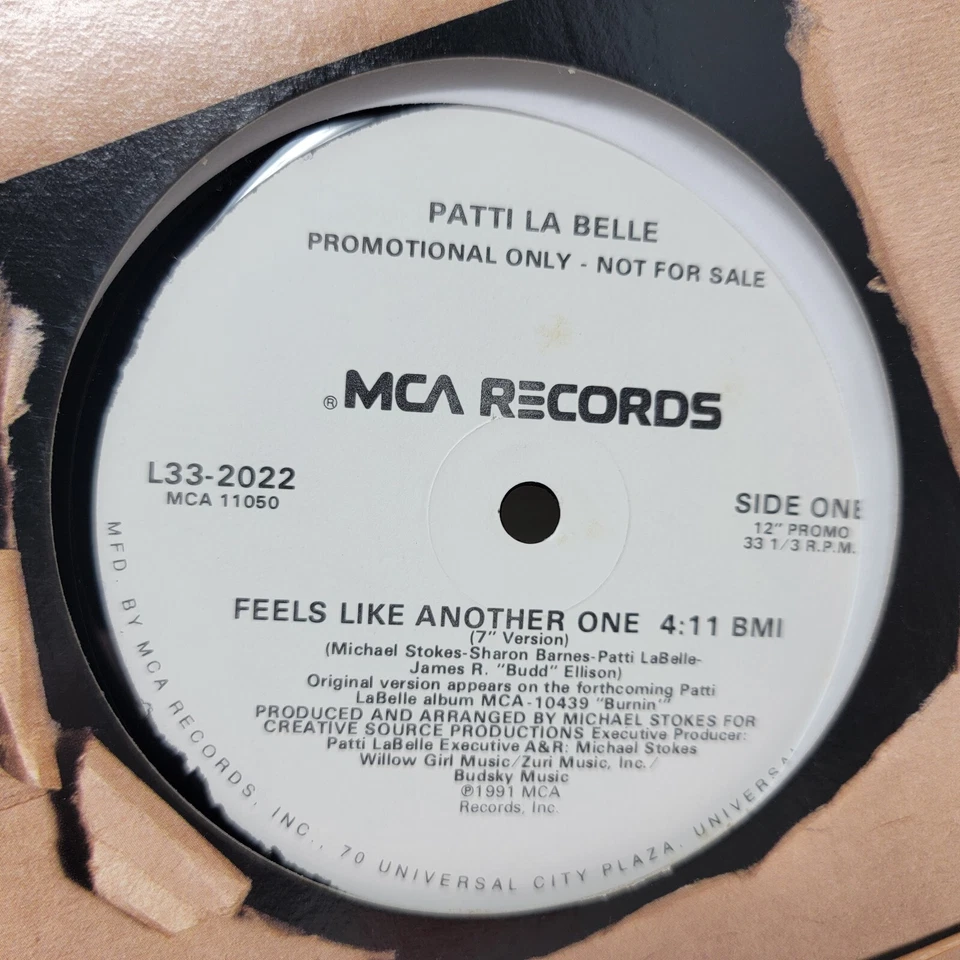 PATTI LA BELLE
PROMOTIONAL ONLY - NOT FOR SALE
® MCA RECORDS
L33-2022
MCA 11050
SIDE ONE
12" PROMO
33 1/3 R.P.M.
FEELS LIKE ANOTHER ONE 4:11 BMI
(7" Version)
(Michael Stokes-Sharon Barnes-Patti LaBelle-
James R. "Budd" Ellison)
Original version appears on the forthcoming Patti
LaBelle album MCA-10439 "Burnin'"
PRODUCED AND ARRANGED BY MICHAEL STOKES FOR
CREATIVE SOURCE PRODUCTIONS Executive Producer:
Patti LaBelle Executive A&R: Michael Stokes
Willow Girl Music/Zuri Music, Inc./
Budsky Music
℗1991 MCA
Records, Inc.
MFD. BY MCA RECORDS, INC., 70 UNIVERSAL CITY PLAZA, UNIVERSA